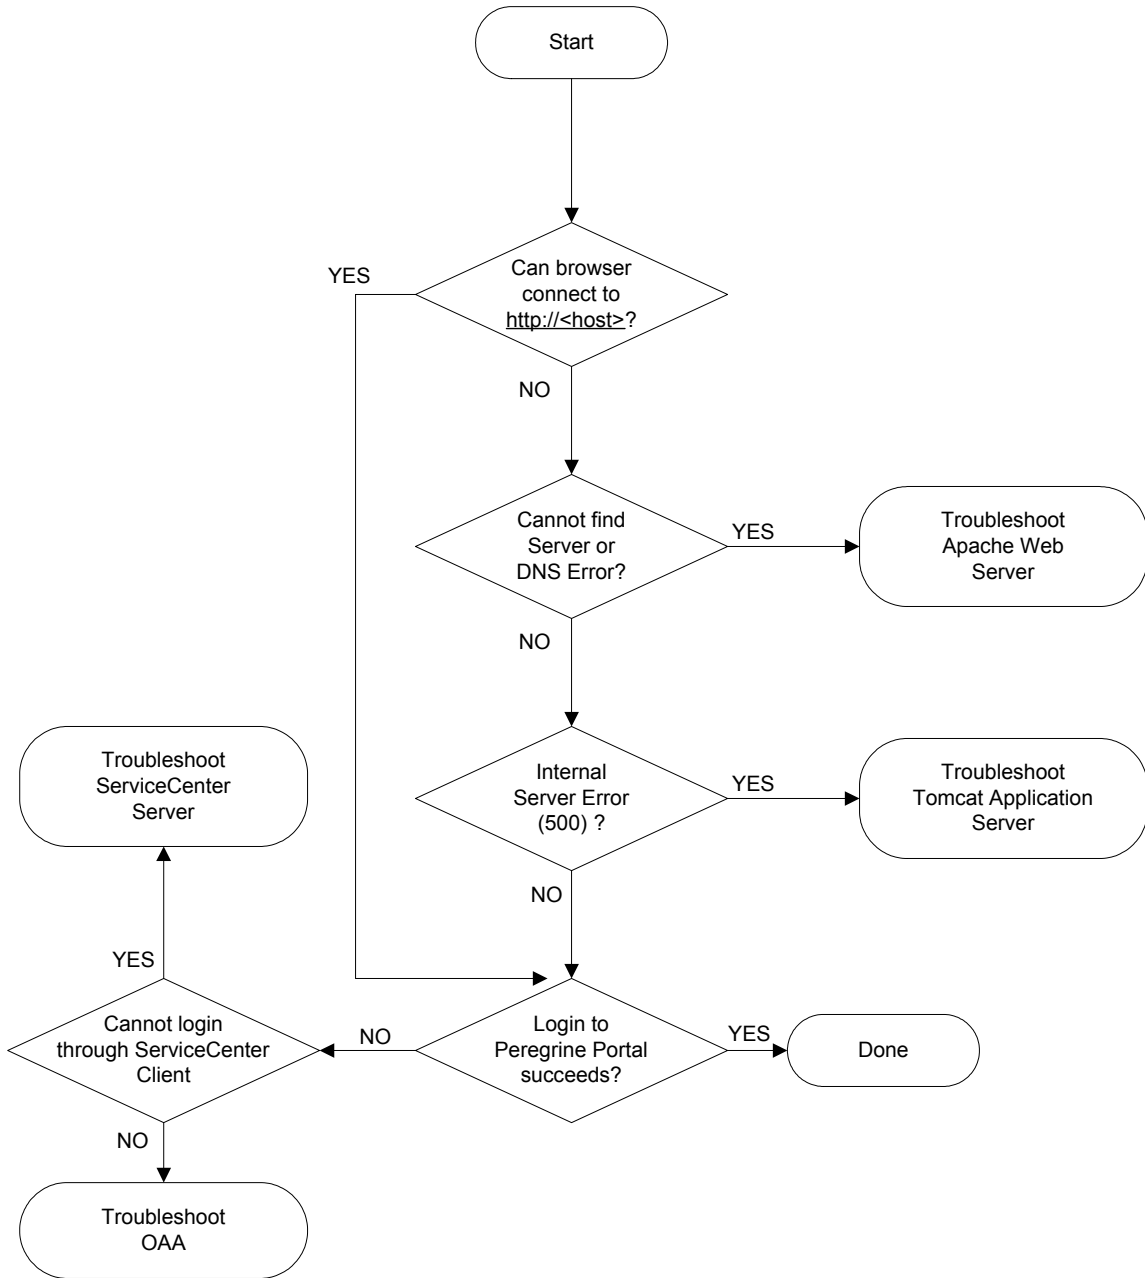 Start
YES
Can browser
connect to
http://<host>?
NO
Cannot find
Server or
DNS Error?
YES
Troubleshoot
Apache Web
Server
NO
Troubleshoot
ServiceCenter
Server
Internal
Server Error
(500) ?
YES
Troubleshoot
Tomcat Application
Server
NO
YES
Cannot login
through ServiceCenter
Client
NO
Login to
Peregrine Portal
succeeds?
YES
Done
NO
Troubleshoot
OAA